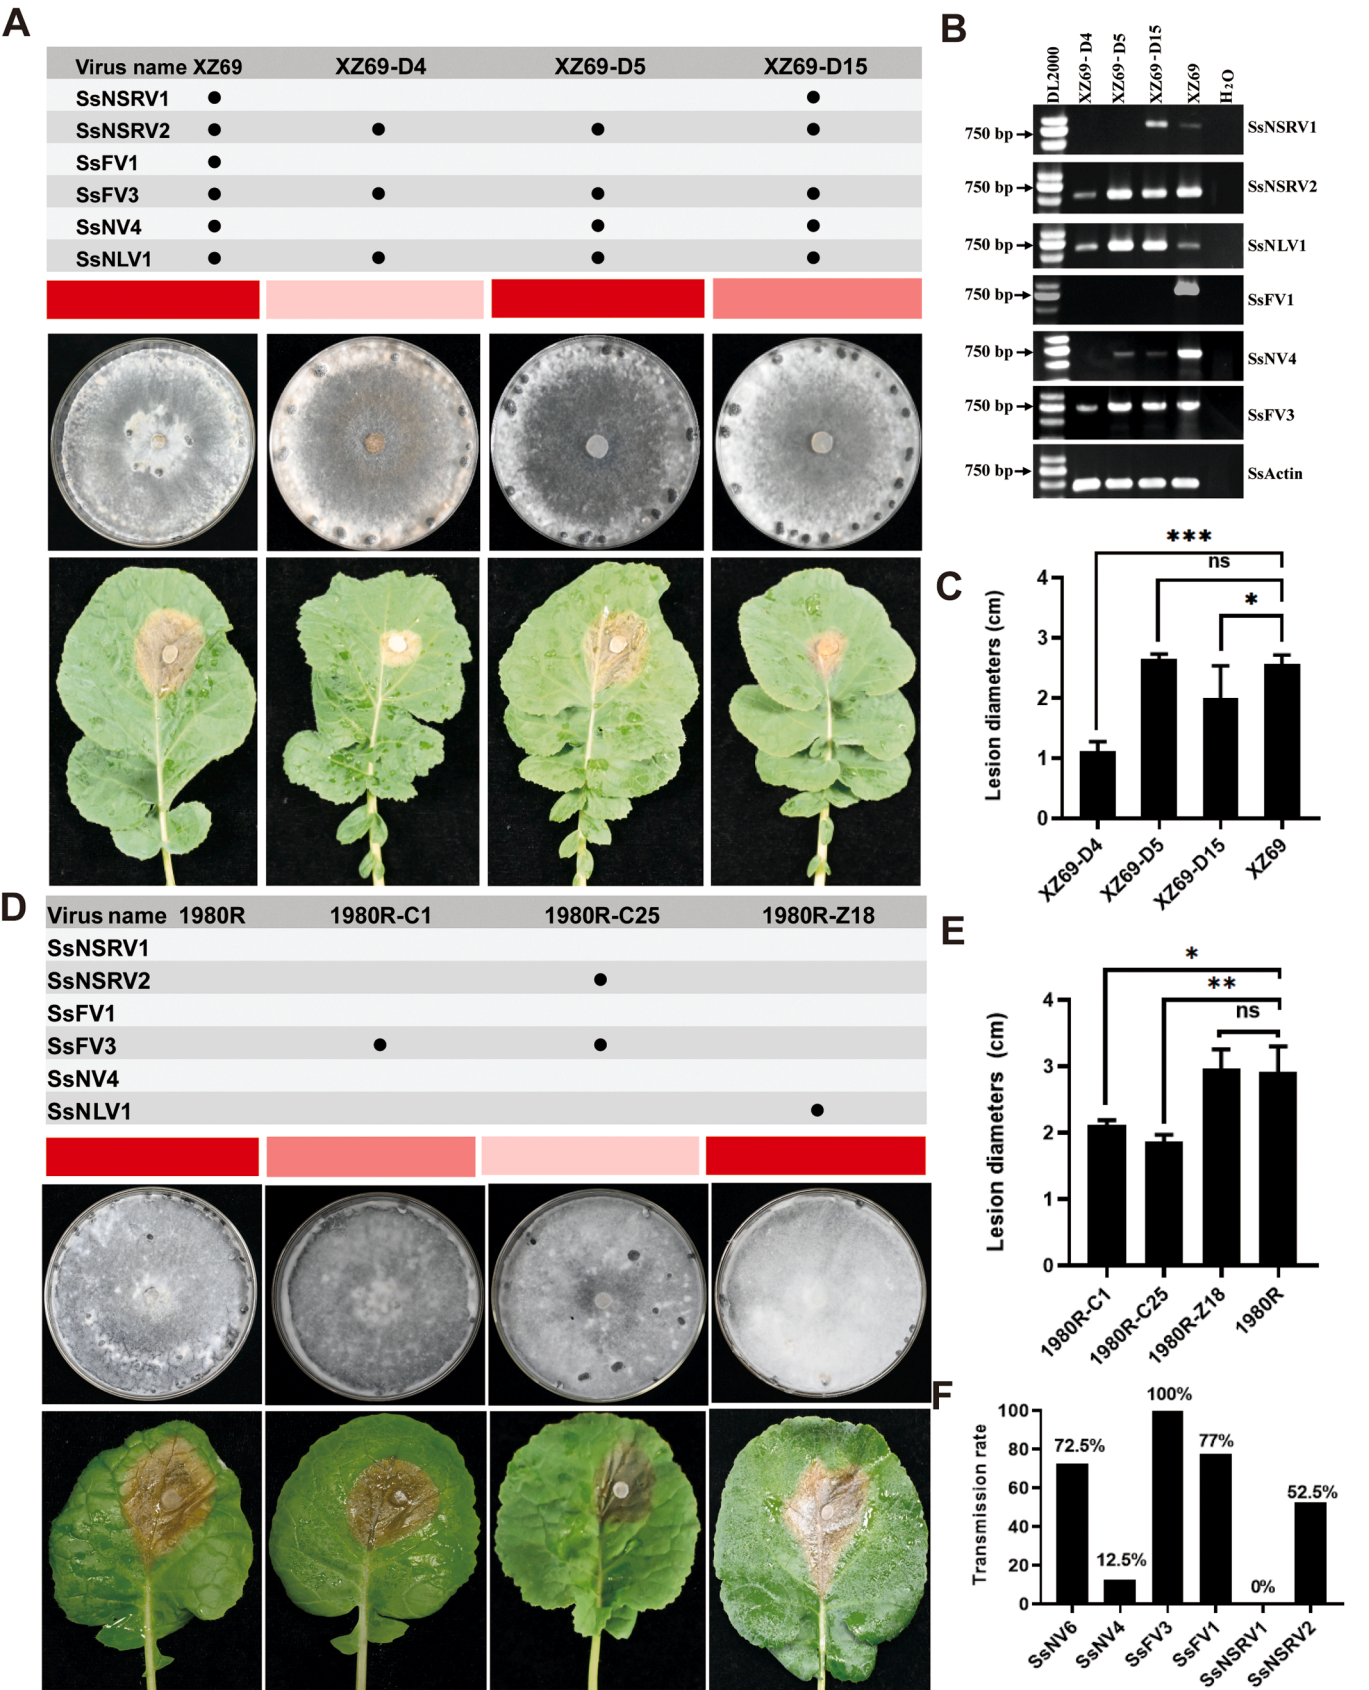 A
Virus name XZ69 XZ69-D4 XZ69-D5 XZ69-D15
SsNSRV1
SsNSRV2
SsFV1
SsFV3
SsNV4
SsNLV1
B
DL2000 XZ69-D4 XZ69-D5 XZ69-D15 XZ69 H₂O
750 bp SsNSRV1
750 bp SsNSRV2
750 bp SsNLV1
750 bp SsFV1
750 bp SsNV4
750 bp SsFV3
750 bp SsActin
C
***
ns
*
Lesion diameters (cm)
4
3
2
1
0
XZ69-D4 XZ69-D5 XZ69-D15 XZ69
D
Virus name 1980R 1980R-C1 1980R-C25 1980R-Z18
SsNSRV1
SsNSRV2
SsFV1
SsFV3
SsNV4
SsNLV1
E
*
**
ns
Lesion diameters (cm)
4
3
2
1
0
1980R-C1 1980R-C25 1980R-Z18 1980R
F
Transmission rate
100
80
60
40
20
0
72.5% 12.5% 100% 77% 0% 52.5%
SsNV6 SsNV4 SsFV3 SsFV1 SsNSRV1 SsNSRV2